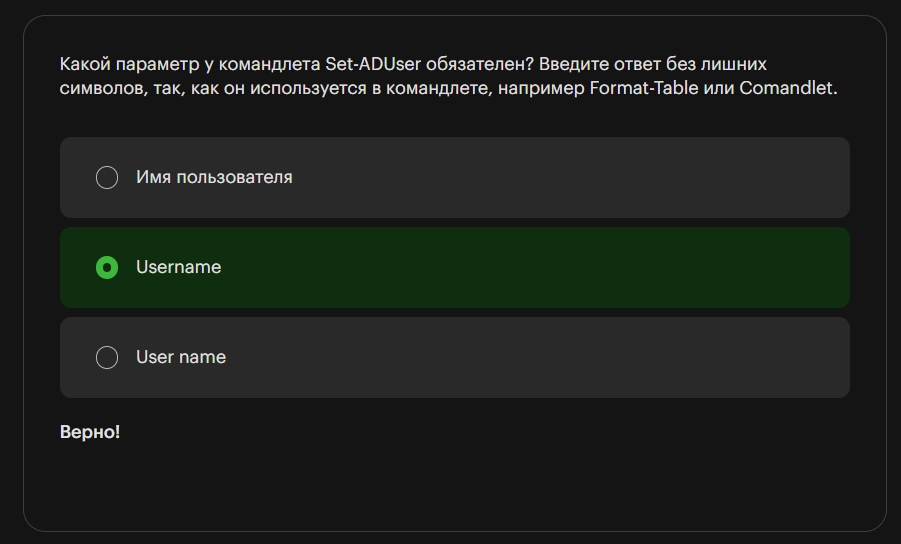 Какой параметр у командлета Set-ADUser обязателен? Введите ответ без лишних
символов, так, как он используется в командлете, например Format-Table или Comandlet.
Имя пользователя
Username
User name
Верно!